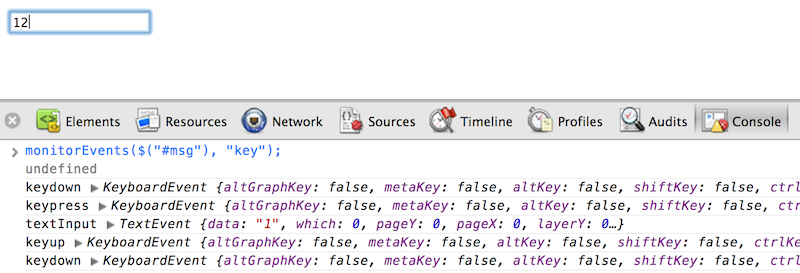 12
Elements Resources Network Sources Timeline Profiles Audits Console
monitorEvents($("#msg"), "key");
undefined
keydown ▶KeyboardEvent {altGraphKey: false, metaKey: false, altKey: false, shiftKey: false, ctrl
keypress ▶KeyboardEvent {altGraphKey: false, metaKey: false, altKey: false, shiftKey: false, ct
textInput ▶TextEvent {data: "1", which: 0, pageY: 0, pageX: 0, layerY: 0…}
keyup ▶KeyboardEvent {altGraphKey: false, metaKey: false, altKey: false, shiftKey: false, ctrlKe
keydown ▶KeyboardEvent {altGraphKey: false, metaKey: false, altKey: false, shiftKey: false, ctrl